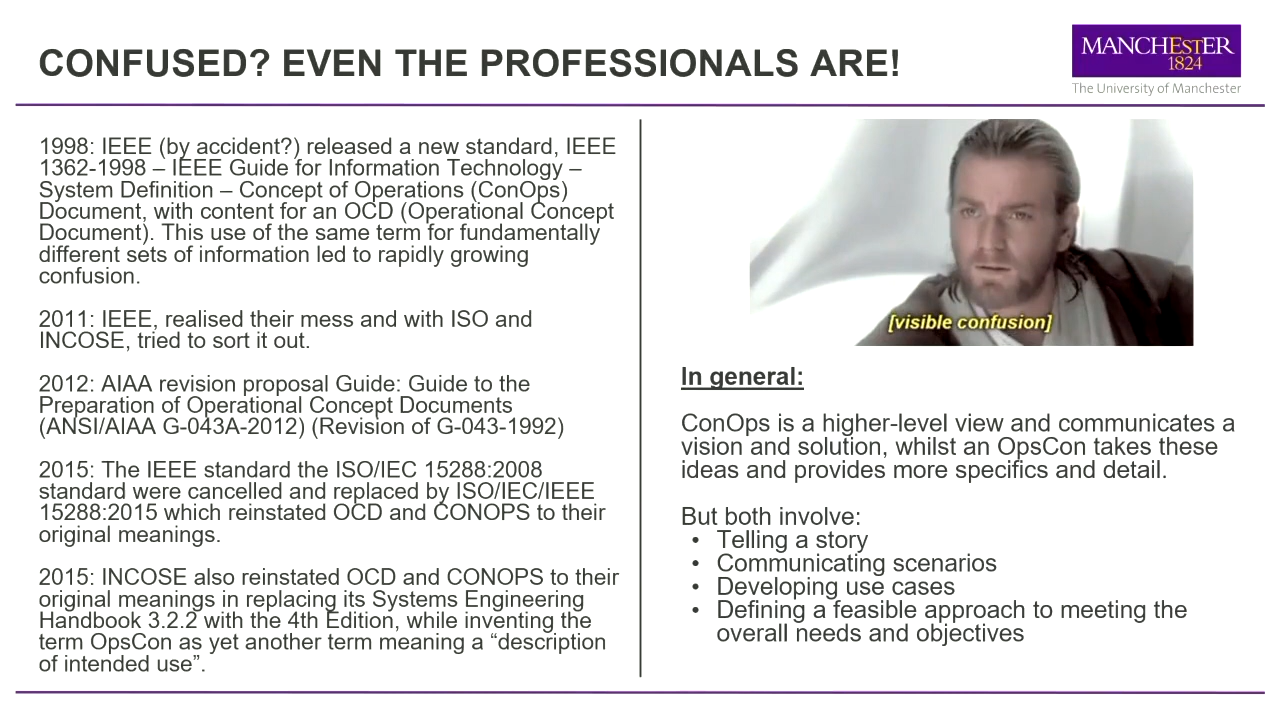 CONFUSED? EVEN THE PROFESSIONALS ARE!
MANCHESTER
1824
The University of Manchester
1998: IEEE (by accident?) released a new standard, IEEE
1362-1998 – IEEE Guide for Information Technology –
System Definition – Concept of Operations (ConOps)
Document, with content for an OCD (Operational Concept
Document). This use of the same term for fundamentally
different sets of information led to rapidly growing
confusion.
2011: IEEE, realised their mess and with ISO and
INCOSE, tried to sort it out.
2012: AIAA revision proposal Guide: Guide to the
Preparation of Operational Concept Documents
(ANSI/AIAA G-043A-2012) (Revision of G-043-1992)
2015: The IEEE standard the ISO/IEC 15288:2008
standard were cancelled and replaced by ISO/IEC/IEEE
15288:2015 which reinstated OCD and CONOPS to their
original meanings.
2015: INCOSE also reinstated OCD and CONOPS to their
original meanings in replacing its Systems Engineering
Handbook 3.2.2 with the 4th Edition, while inventing the
term OpsCon as yet another term meaning a “description
of intended use”.
[visible confusion]
In general:
ConOps is a higher-level view and communicates a
vision and solution, whilst an OpsCon takes these
ideas and provides more specifics and detail.
But both involve:
• Telling a story
• Communicating scenarios
• Developing use cases
• Defining a feasible approach to meeting the
overall needs and objectives